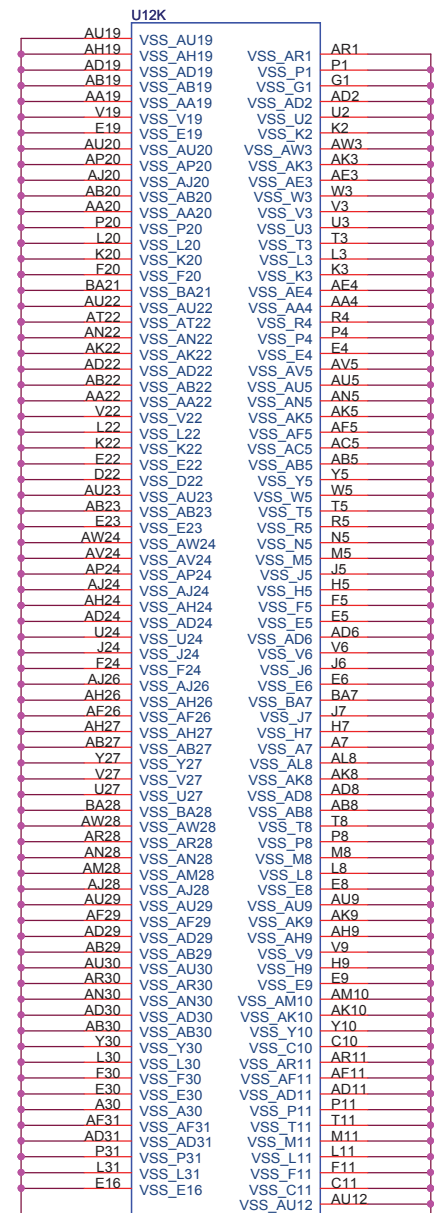 U12K
AU19 VSS_AU19
AH19 VSS_AH19
AD19 VSS_AD19
AB19 VSS_AB19
AA19 VSS_AA19
V19 VSS_V19
E19 VSS_E19
AU20 VSS_AU20
AP20 VSS_AP20
AJ20 VSS_AJ20
AB20 VSS_AB20
AA20 VSS_AA20
P20 VSS_P20
L20 VSS_L20
K20 VSS_K20
F20 VSS_F20
BA21 VSS_BA21
AU22 VSS_AU22
AT22 VSS_AT22
AN22 VSS_AN22
AK22 VSS_AK22
AD22 VSS_AD22
AB22 VSS_AB22
AA22 VSS_AA22
V22 VSS_V22
L22 VSS_L22
K22 VSS_K22
E22 VSS_E22
D22 VSS_D22
AU23 VSS_AU23
AB23 VSS_AB23
E23 VSS_E23
AW24 VSS_AW24
AV24 VSS_AV24
AP24 VSS_AP24
AJ24 VSS_AJ24
AH24 VSS_AH24
AD24 VSS_AD24
U24 VSS_U24
J24 VSS_J24
F24 VSS_F24
AJ26 VSS_AJ26
AH26 VSS_AH26
AF26 VSS_AF26
AH27 VSS_AH27
AB27 VSS_AB27
Y27 VSS_Y27
V27 VSS_V27
U27 VSS_U27
BA28 VSS_BA28
AW28 VSS_AW28
AR28 VSS_AR28
AN28 VSS_AN28
AM28 VSS_AM28
AJ28 VSS_AJ28
AU29 VSS_AU29
AF29 VSS_AF29
AD29 VSS_AD29
AB29 VSS_AB29
AU30 VSS_AU30
AR30 VSS_AR30
AN30 VSS_AN30
AD30 VSS_AD30
AB30 VSS_AB30
Y30 VSS_Y30
L30 VSS_L30
F30 VSS_F30
E30 VSS_E30
A30 VSS_A30
AF31 VSS_AF31
AD31 VSS_AD31
P31 VSS_P31
L31 VSS_L31
E16 VSS_E16
VSS_AR1 AR1
VSS_P1 P1
VSS_G1 G1
VSS_AD2 AD2
VSS_U2 U2
VSS_K2 K2
VSS_AW3 AW3
VSS_AK3 AK3
VSS_AE3 AE3
VSS_W3 W3
VSS_V3 V3
VSS_U3 U3
VSS_T3 T3
VSS_L3 L3
VSS_K3 K3
VSS_AE4 AE4
VSS_AA4 AA4
VSS_R4 R4
VSS_P4 P4
VSS_E4 E4
VSS_AV5 AV5
VSS_AU5 AU5
VSS_AN5 AN5
VSS_AK5 AK5
VSS_AF5 AF5
VSS_AC5 AC5
VSS_AB5 AB5
VSS_Y5 Y5
VSS_W5 W5
VSS_T5 T5
VSS_R5 R5
VSS_N5 N5
VSS_M5 M5
VSS_J5 J5
VSS_H5 H5
VSS_F5 F5
VSS_E5 E5
VSS_AD6 AD6
VSS_V6 V6
VSS_J6 J6
VSS_E6 E6
VSS_BA7 BA7
VSS_J7 J7
VSS_H7 H7
VSS_A7 A7
VSS_AL8 AL8
VSS_AK8 AK8
VSS_AD8 AD8
VSS_AB8 AB8
VSS_T8 T8
VSS_P8 P8
VSS_M8 M8
VSS_L8 L8
VSS_E8 E8
VSS_AU9 AU9
VSS_AK9 AK9
VSS_AH9 AH9
VSS_V9 V9
VSS_H9 H9
VSS_E9 E9
VSS_AM10 AM10
VSS_AK10 AK10
VSS_Y10 Y10
VSS_C10 C10
VSS_AR11 AR11
VSS_AF11 AF11
VSS_AD11 AD11
VSS_P11 P11
VSS_T11 T11
VSS_M11 M11
VSS_L11 L11
VSS_F11 F11
VSS_C11 C11
VSS_AU12 AU12